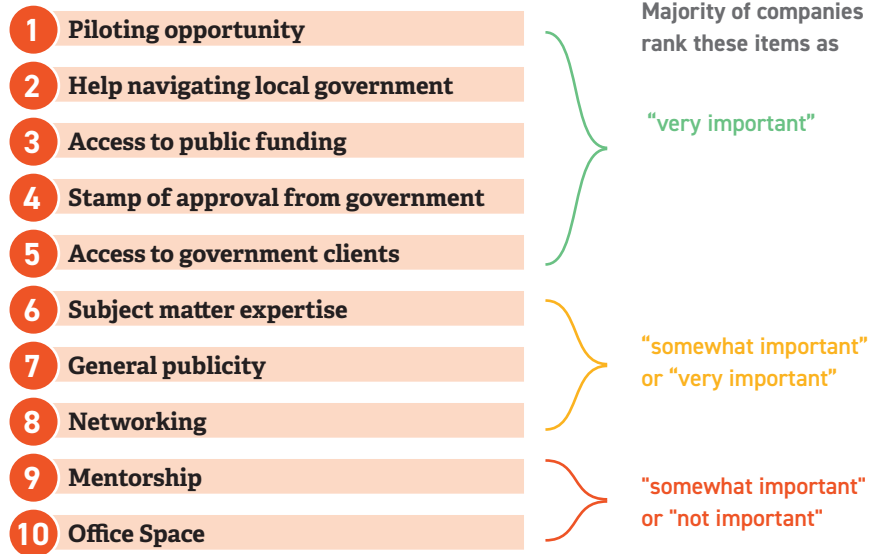 1 Piloting opportunity
2 Help navigating local government
3 Access to public funding
4 Stamp of approval from government
5 Access to government clients
6 Subject matter expertise
7 General publicity
8 Networking
9 Mentorship
10 Office Space
Majority of companies
rank these items as
“very important”
“somewhat important”
or “very important”
"somewhat important"
or "not important"